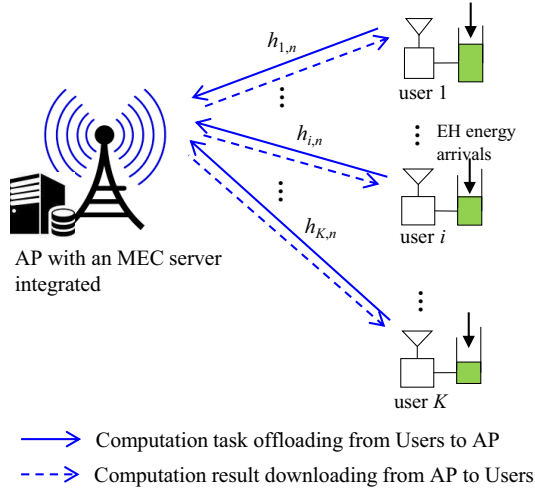 h1,n
user 1
hi,n
EH energy
arrivals
user i
hK,n
AP with an MEC server
integrated
user K
Computation task offloading from Users to AP
Computation result downloading from AP to Users